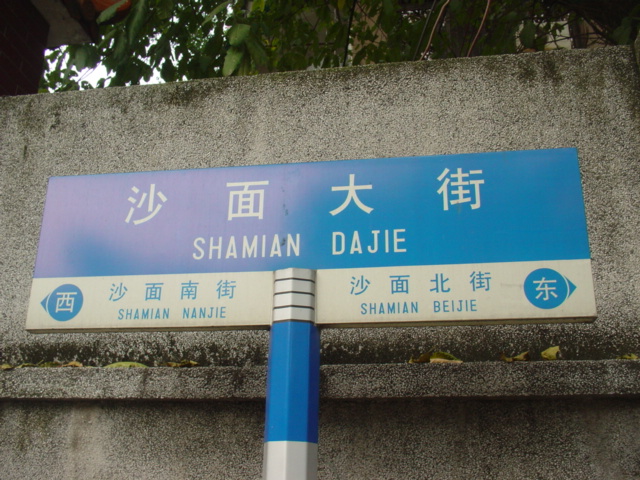 沙面大街
SHAMIAN DAJIE
西 沙面南街
SHAMIAN NANJIE
沙面北街 东
SHAMIAN BEIJIE